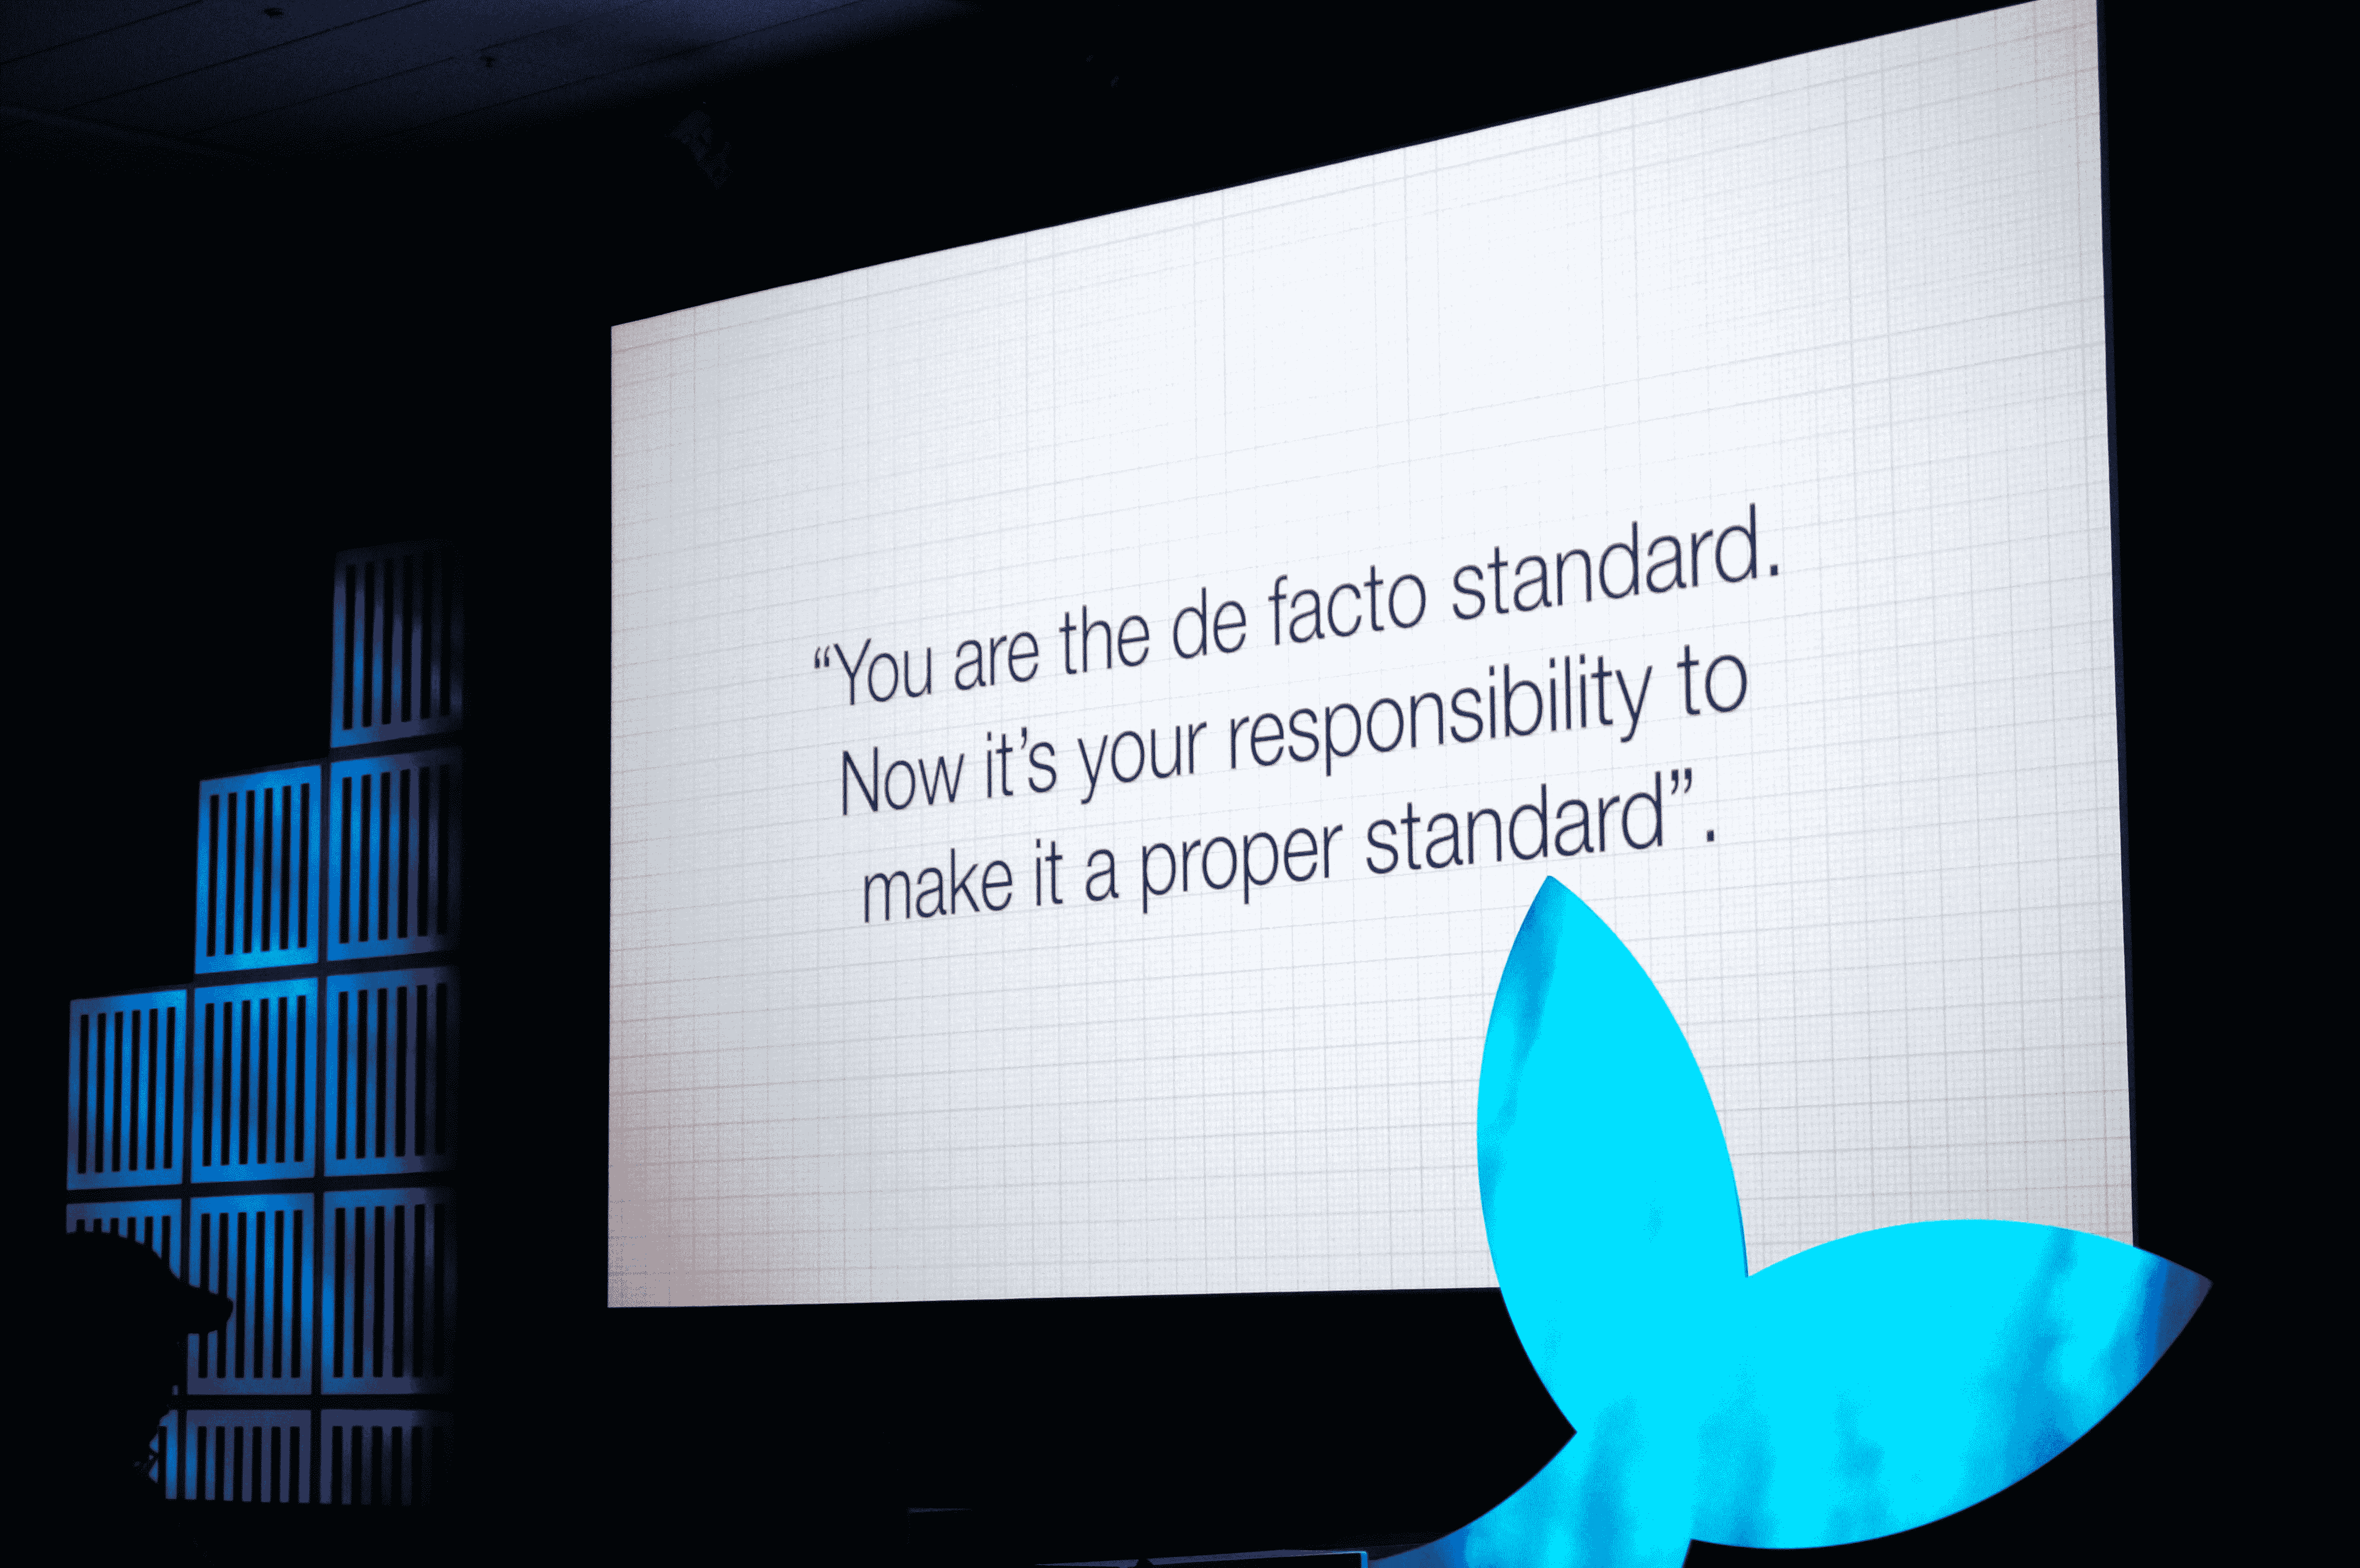 “You are the de facto standard.
Now it’s your responsibility to
make it a proper standard”.